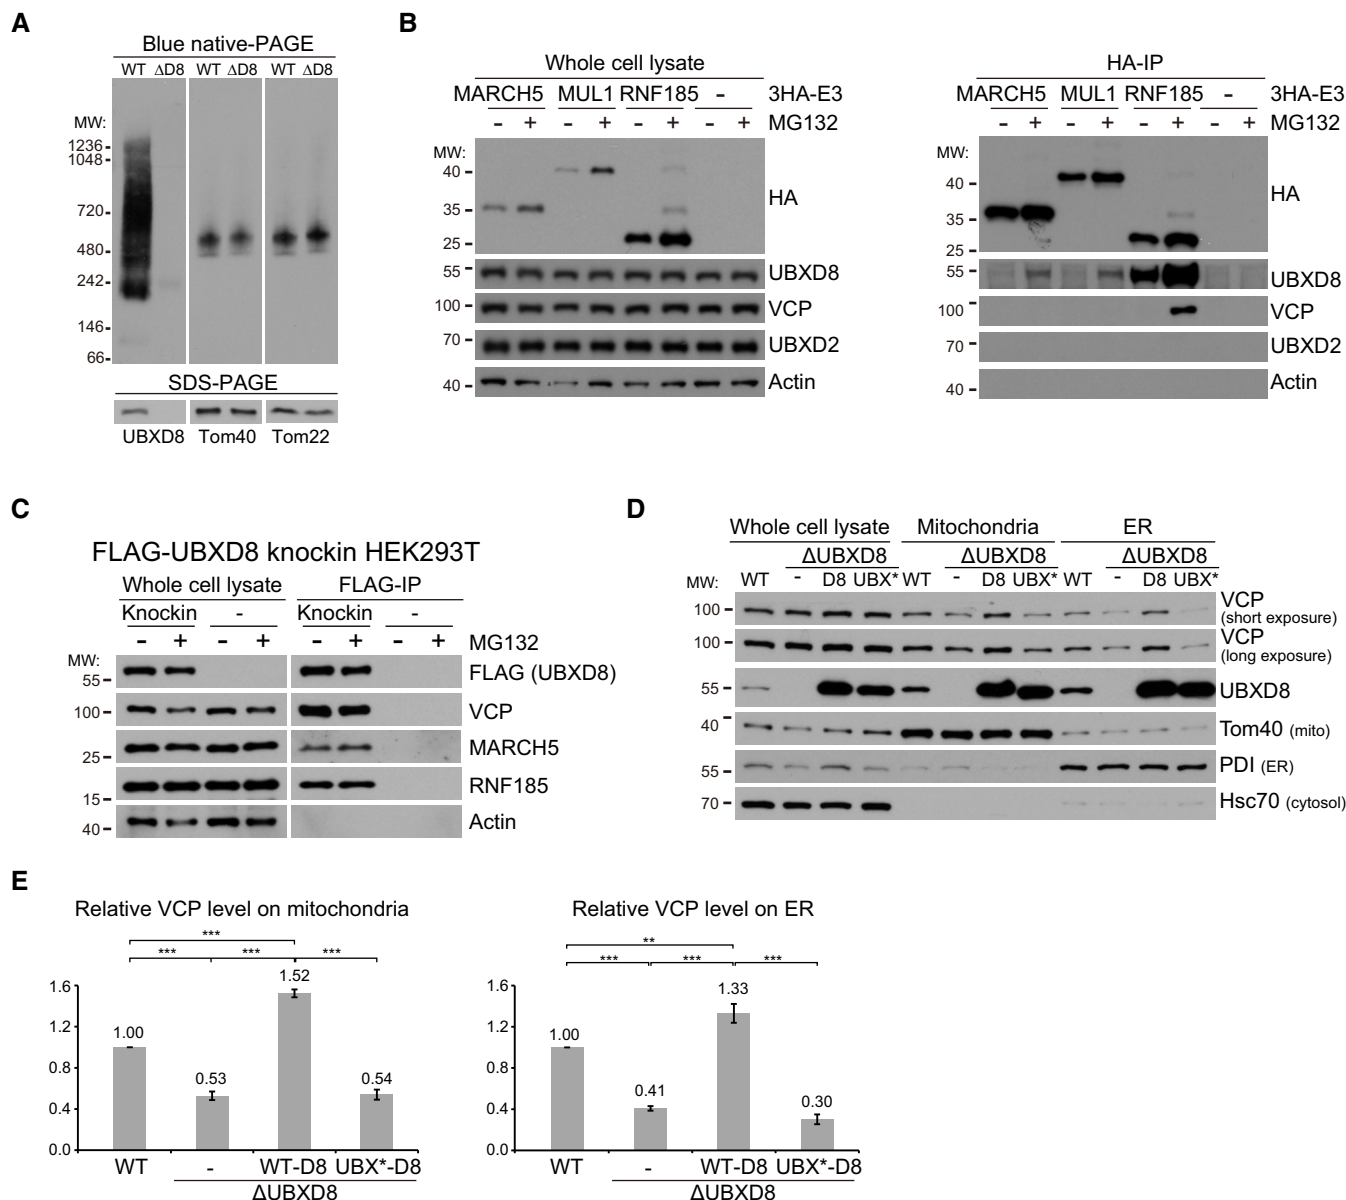 A
Blue native-PAGE
WT ΔD8 WT ΔD8 WT ΔD8
MW:
1236
1048
720
480
242
146
66
SDS-PAGE
UBXD8 Tom40 Tom22
B
Whole cell lysate
MARCH5 MUL1 RNF185 - 3HA-E3
- + - + - + - + MG132
MW:
40
35
25
HA
55
UBXD8
100
VCP
70
UBXD2
40
Actin
HA-IP
MARCH5 MUL1 RNF185 - 3HA-E3
- + - + - + - + MG132
MW:
40
35
25
HA
55
UBXD8
100
VCP
70
UBXD2
40
Actin
C
FLAG-UBXD8 knockin HEK293T
Whole cell lysate FLAG-IP
Knockin - Knockin -
- + - + - + - + MG132
MW:
55
FLAG (UBXD8)
100
VCP
25
MARCH5
15
RNF185
40
Actin
D
Whole cell lysate Mitochondria ER
ΔUBXD8 ΔUBXD8 ΔUBXD8
MW: WT - D8 UBX* WT - D8 UBX* WT - D8 UBX*
100
VCP
(short exposure)
100
VCP
(long exposure)
55
UBXD8
40
Tom40 (mito)
55
PDI (ER)
70
Hsc70 (cytosol)
E
Relative VCP level on mitochondria
***
*** *** ***
1.6
1.2
0.8
0.4
0.0
1.00
0.53
1.52
0.54
WT - WT-D8 UBX*-D8
ΔUBXD8
Relative VCP level on ER
**
*** *** ***
1.6
1.2
0.8
0.4
0.0
1.00
0.41
1.33
0.30
WT - WT-D8 UBX*-D8
ΔUBXD8